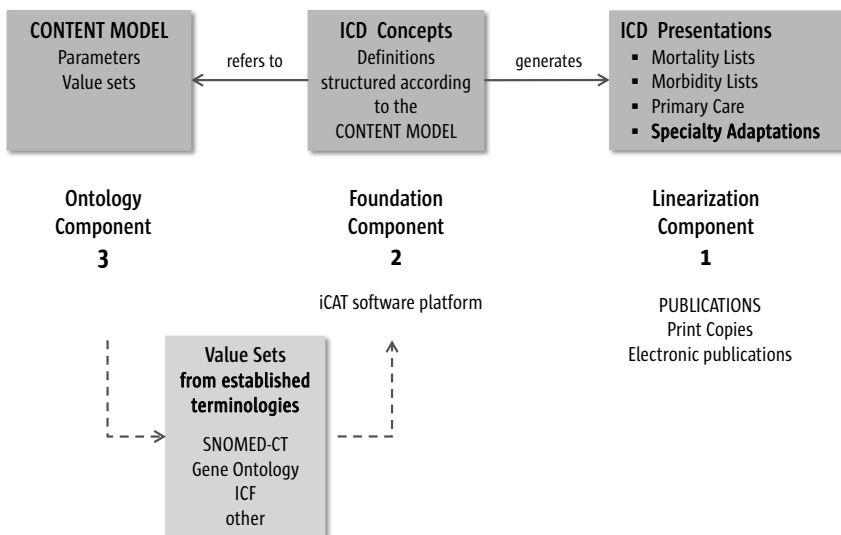 CONTENT MODEL
Parameters
Value sets
refers to
ICD Concepts
Definitions
structured according
to the
CONTENT MODEL
generates
ICD Presentations
▪ Mortality Lists
▪ Morbidity Lists
▪ Primary Care
▪ Specialty Adaptations
Ontology
Component
3
Foundation
Component
2
iCAT software platform
Linearization
Component
1
PUBLICATIONS
Print Copies
Electronic publications
Value Sets
from established
terminologies
SNOMED-CT
Gene Ontology
ICF
other